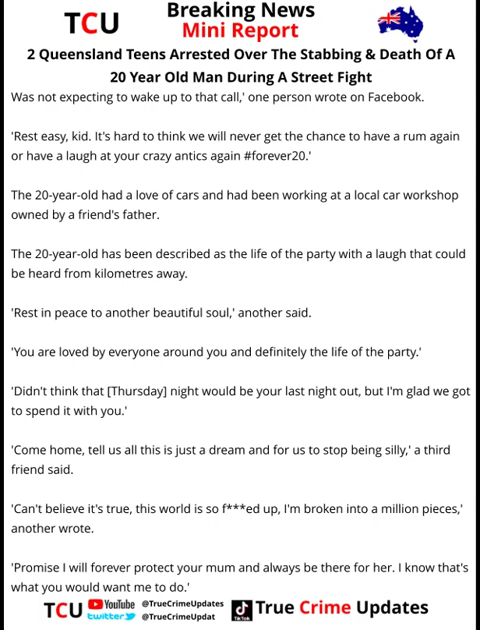 TCU
Breaking News
Mini Report
2 Queensland Teens Arrested Over The Stabbing & Death Of A
20 Year Old Man During A Street Fight
Was not expecting to wake up to that call,' one person wrote on Facebook.
'Rest easy, kid. It's hard to think we will never get the chance to have a rum again
or have a laugh at your crazy antics again #forever20.'
The 20-year-old had a love of cars and had been working at a local car workshop
owned by a friend's father.
The 20-year-old has been described as the life of the party with a laugh that could
be heard from kilometres away.
'Rest in peace to another beautiful soul,' another said.
'You are loved by everyone around you and definitely the life of the party.'
'Didn't think that [Thursday] night would be your last night out, but I'm glad we got
to spend it with you.'
'Come home, tell us all this is just a dream and for us to stop being silly,' a third
friend said.
'Can't believe it's true, this world is so f***ed up, I'm broken into a million pieces,'
another wrote.
'Promise I will forever protect your mum and always be there for her. I know that's
what you would want me to do.'
TCU
YouTube @TrueCrimeUpdates
twitter @TrueCrimeUpdat
TikTok
True Crime Updates